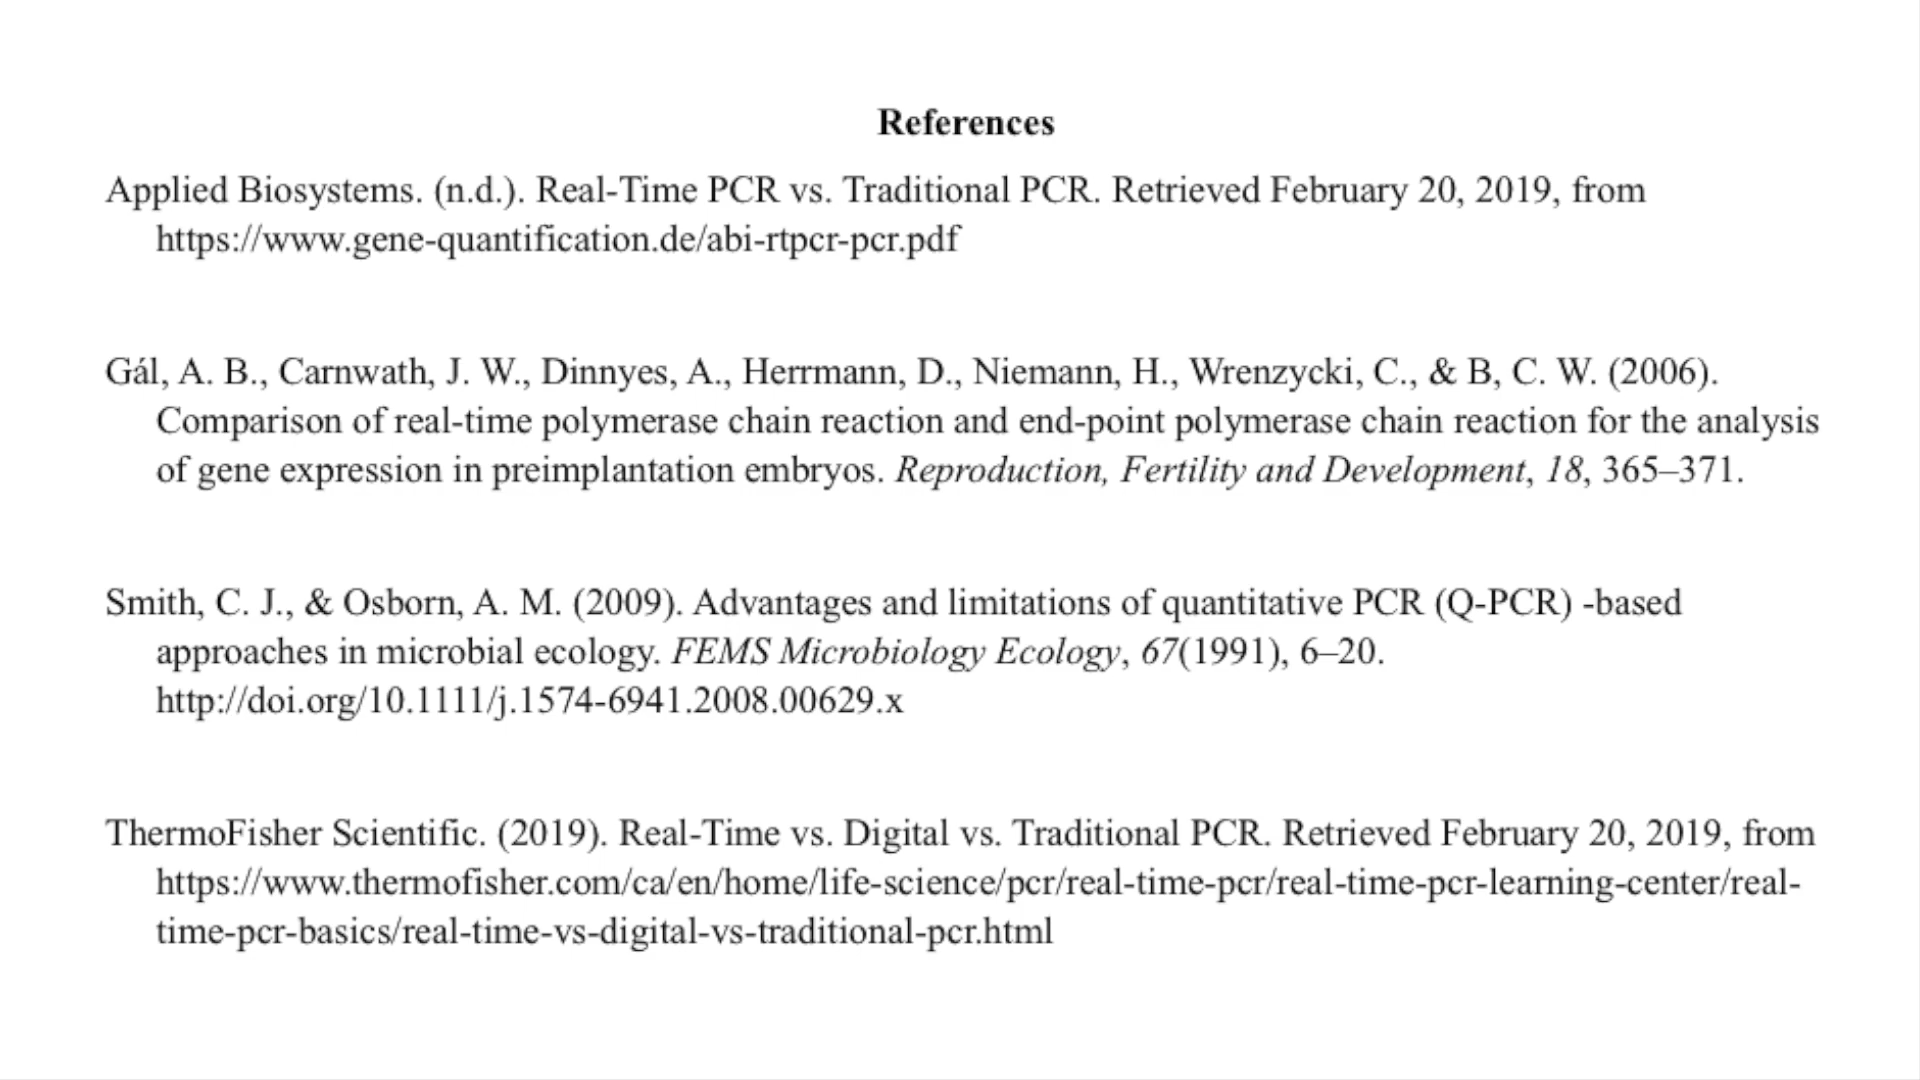 References
Applied Biosystems. (n.d.). Real-Time PCR vs. Traditional PCR. Retrieved February 20, 2019, from
https://www.gene-quantification.de/abi-rtpcr-pcr.pdf
Gál, A. B., Carnwath, J. W., Dinnyes, A., Herrmann, D., Niemann, H., Wrenzycki, C., & B, C. W. (2006).
Comparison of real-time polymerase chain reaction and end-point polymerase chain reaction for the analysis
of gene expression in preimplantation embryos. Reproduction, Fertility and Development, 18, 365–371.
Smith, C. J., & Osborn, A. M. (2009). Advantages and limitations of quantitative PCR (Q-PCR) -based
approaches in microbial ecology. FEMS Microbiology Ecology, 67(1991), 6–20.
http://doi.org/10.1111/j.1574-6941.2008.00629.x
ThermoFisher Scientific. (2019). Real-Time vs. Digital vs. Traditional PCR. Retrieved February 20, 2019, from
https://www.thermofisher.com/ca/en/home/life-science/pcr/real-time-pcr/real-time-pcr-learning-center/real-
time-pcr-basics/real-time-vs-digital-vs-traditional-pcr.html